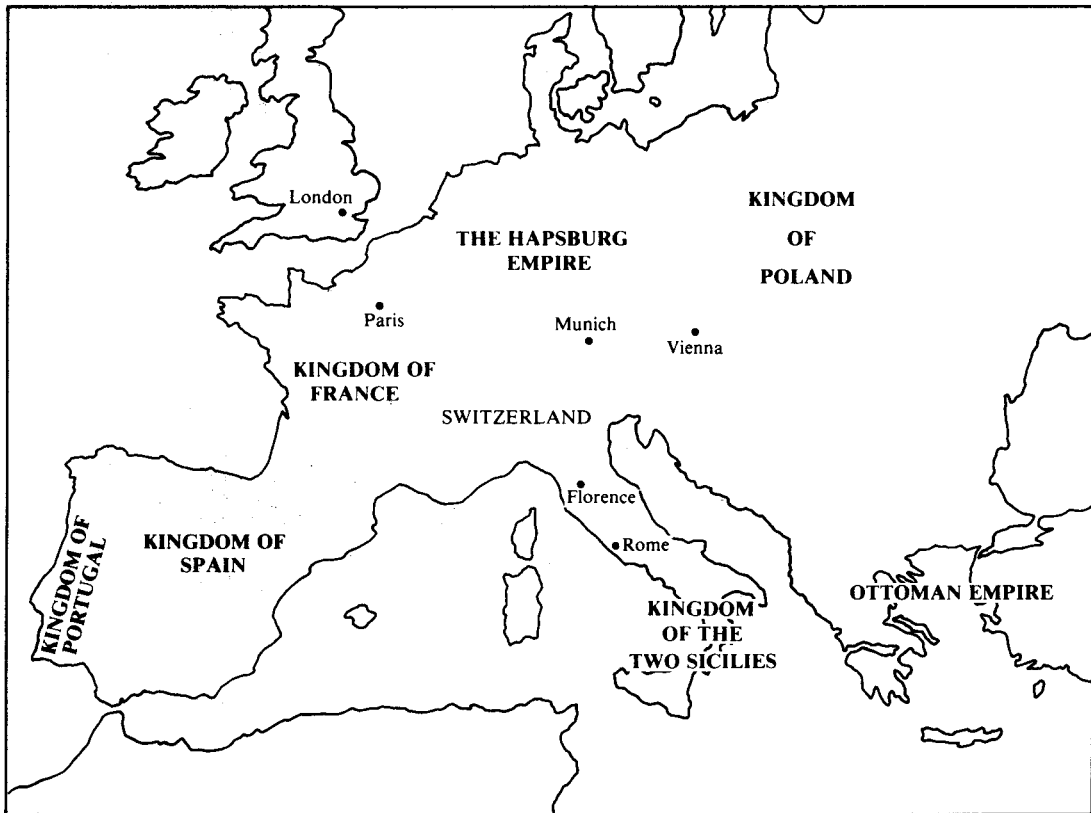 London
THE HAPSBURG
EMPIRE
KINGDOM
OF
POLAND
Paris
Munich
Vienna
KINGDOM OF
FRANCE
SWITZERLAND
Florence
Rome
KINGDOM OF
PORTUGAL
KINGDOM OF
SPAIN
KINGDOM
OF THE
TWO SICILIES
OTTOMAN EMPIRE